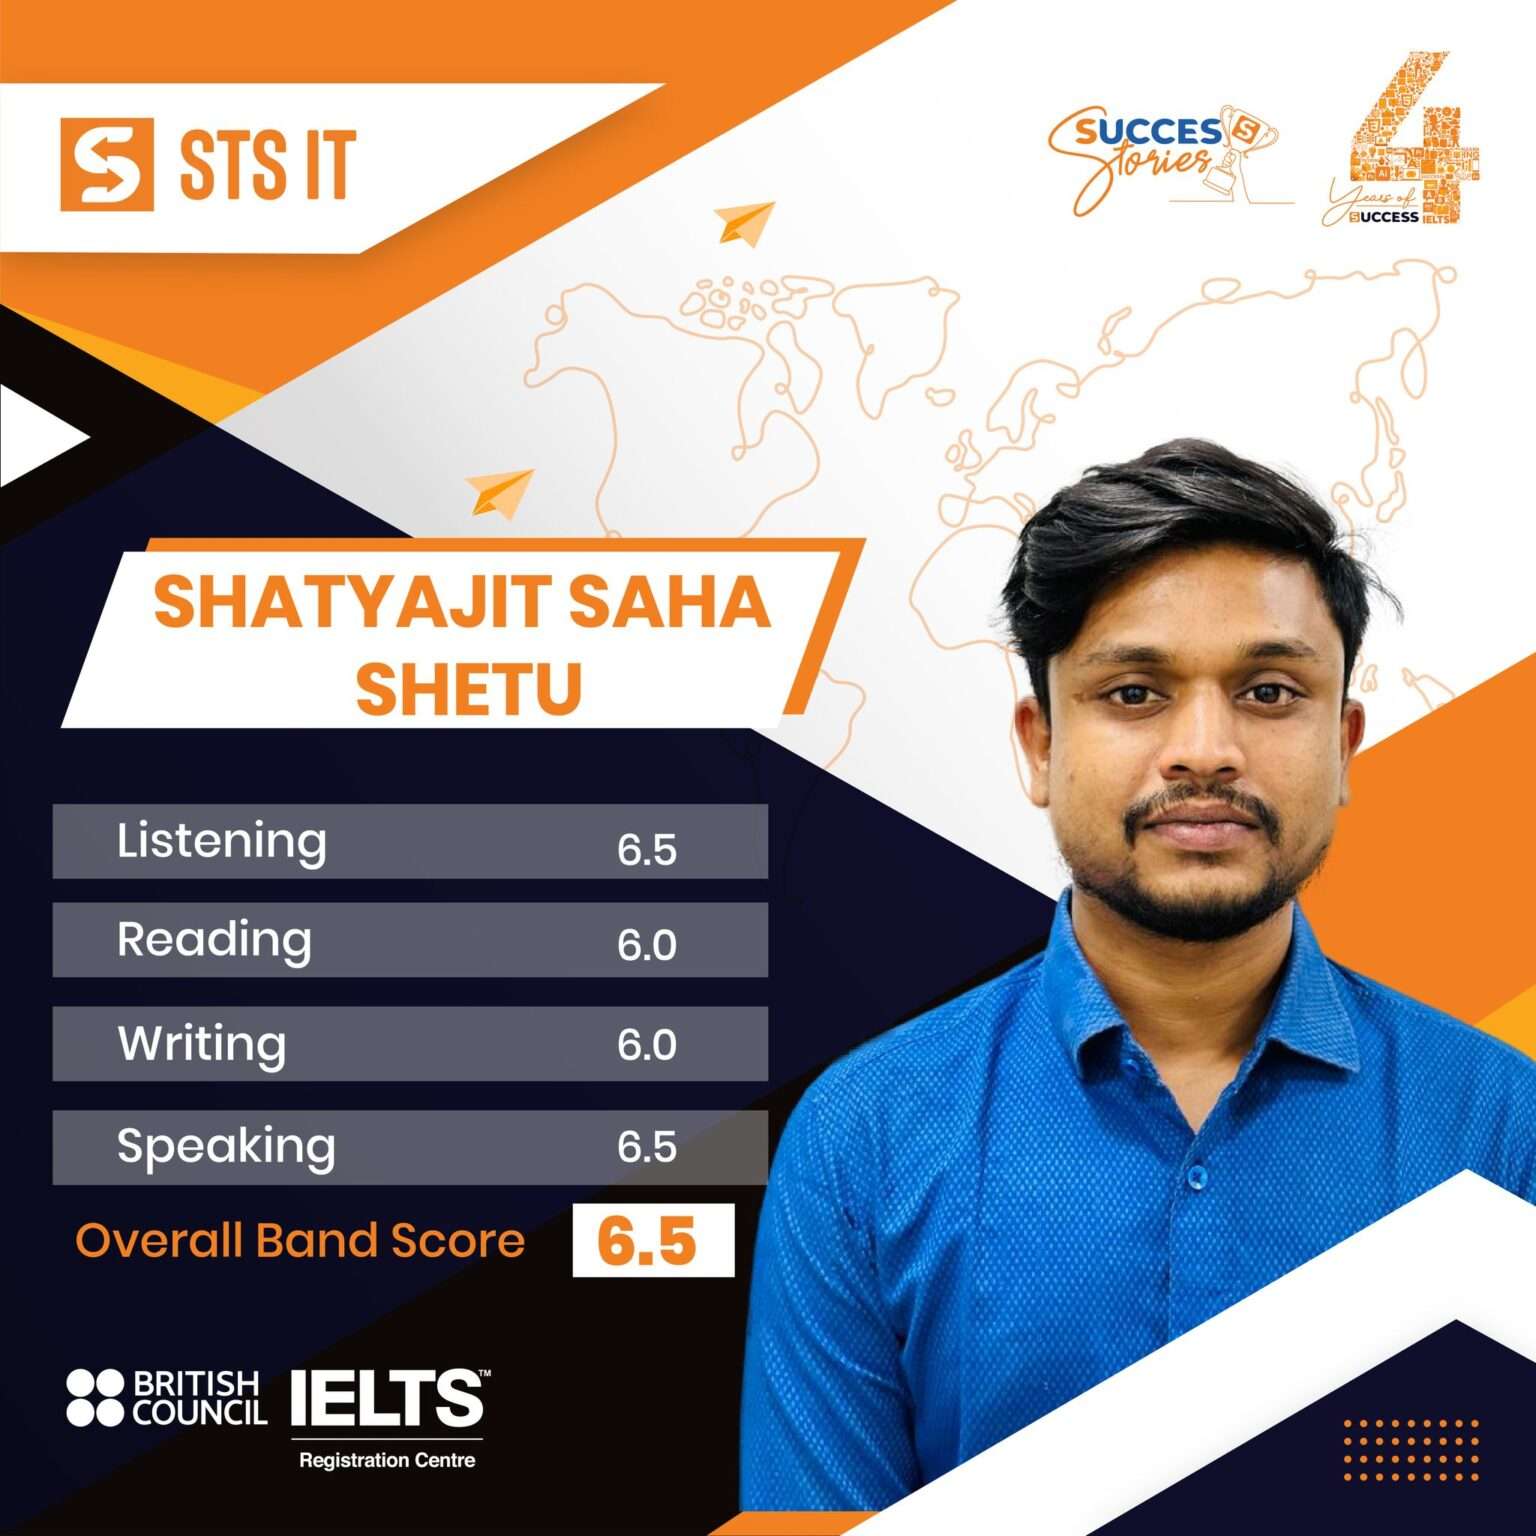 STS IT
SUCCESS
Stories
4
Years of
SUCCESS IELTS
SHATYAJIT SAHA
SHETU
Listening 6.5
Reading 6.0
Writing 6.0
Speaking 6.5
Overall Band Score 6.5
BRITISH
COUNCIL
IELTS™
Registration Centre